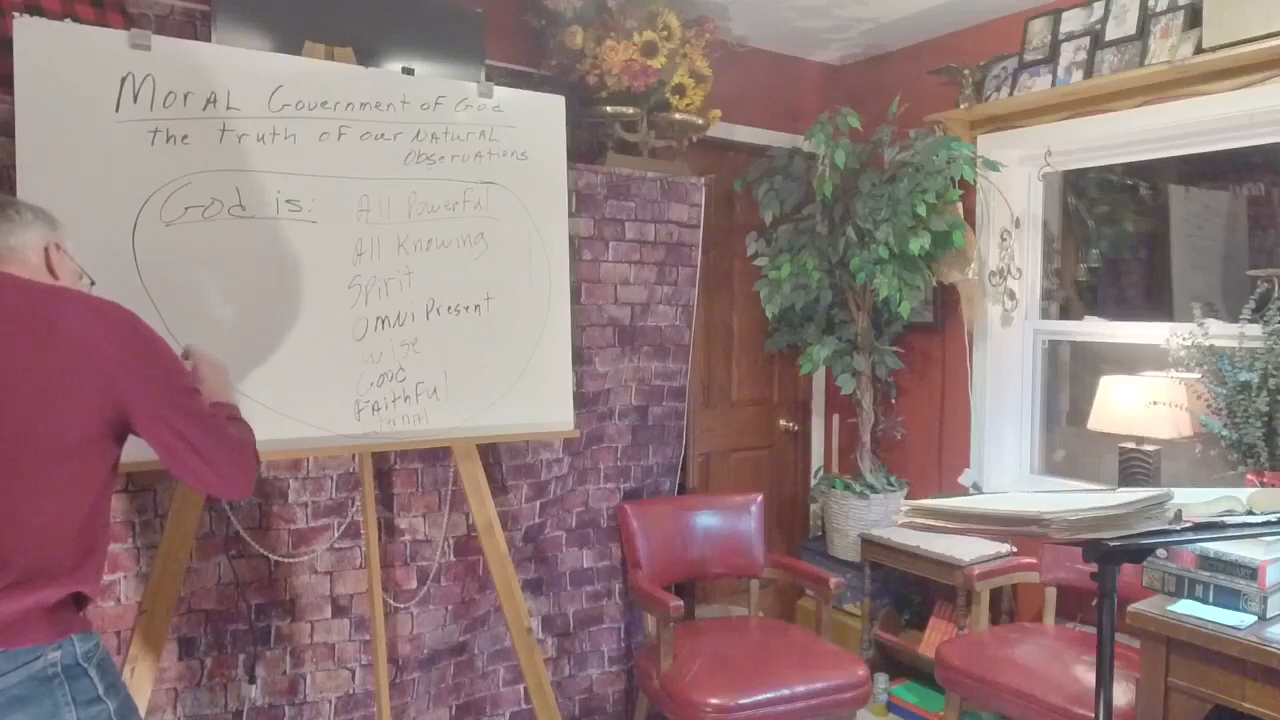 MORAL Government OF God
the truth OF our NATURAL
ObserVATIONS
God is: All Powerful
All Knowing
Spirit
OMNi Present
wise
Good
FAithFul